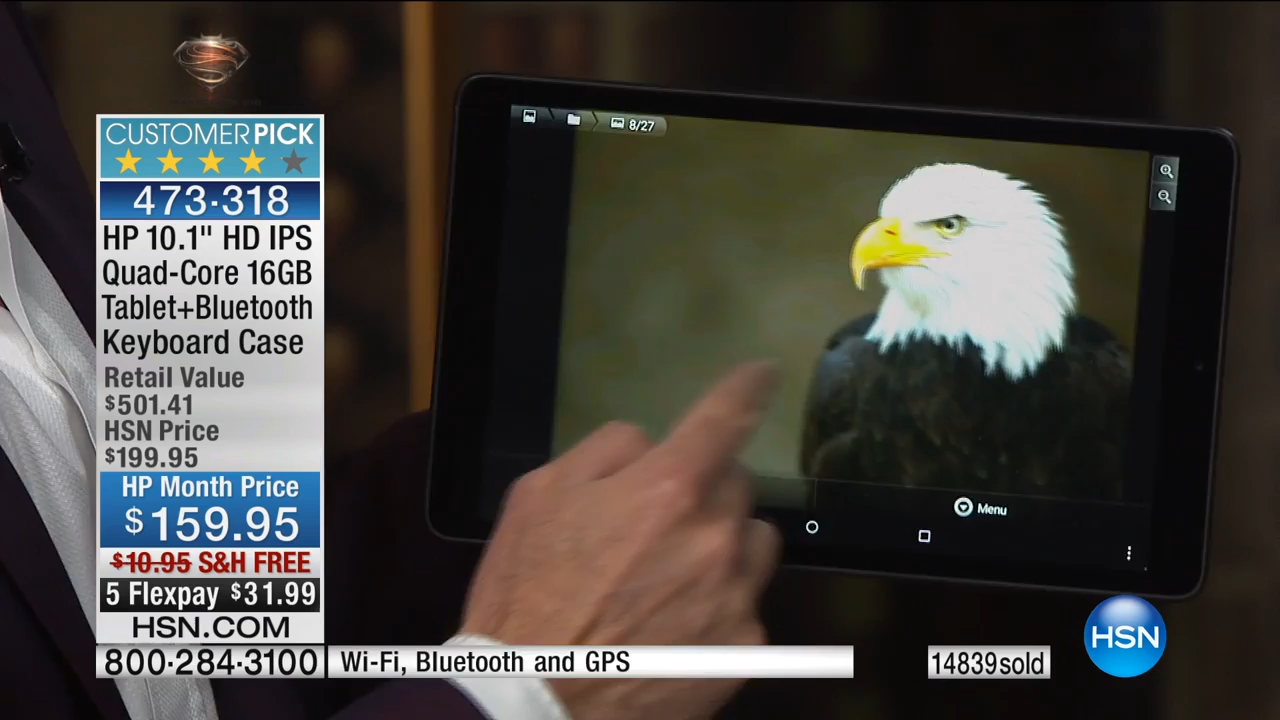 CUSTOMERPICK
473·318
HP 10.1" HD IPS
Quad-Core 16GB
Tablet+Bluetooth
Keyboard Case
Retail Value
$501.41
HSN Price
$199.95
HP Month Price
$159.95
$10.95 S&H FREE
5 Flexpay $31.99
HSN.COM
800·284·3100
Wi-Fi, Bluetooth and GPS
14839sold
HSN
8/27
Menu